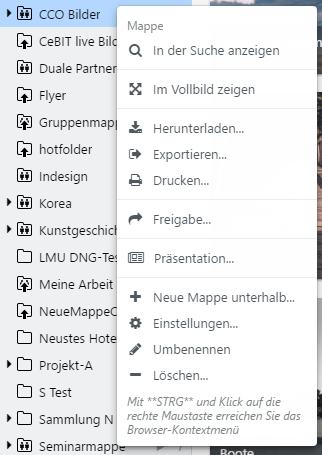 CCO Bilder
CeBIT live Bild
Duale Partner
Flyer
Gruppenmapp
hotfolder
Indesign
Korea
Kunstgeschich
LMU DNG-Tes
Meine Arbeit
NeueMappeC
Neustes Hote
Projekt-A
S Test
Sammlung N
Seminarmappe
Mappe
In der Suche anzeigen
Im Vollbild zeigen
Herunterladen...
Exportieren...
Drucken...
Freigabe...
Präsentation...
Neue Mappe unterhalb...
Einstellungen...
Umbenennen
Löschen...
Mit **STRG** und Klick auf die
rechte Maustaste erreichen Sie das
Browser-Kontextmenü
Boote